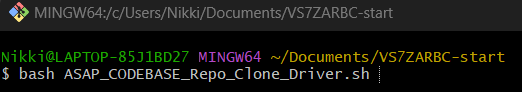 MINGW64:/c/Users/Nikki/Documents/VS7ZARBC-start
Nikki@LAPTOP-85J1BD27 MINGW64 ~/Documents/VS7ZARBC-start
$ bash ASAP_CODEBASE_Repo_Clone_Driver.sh